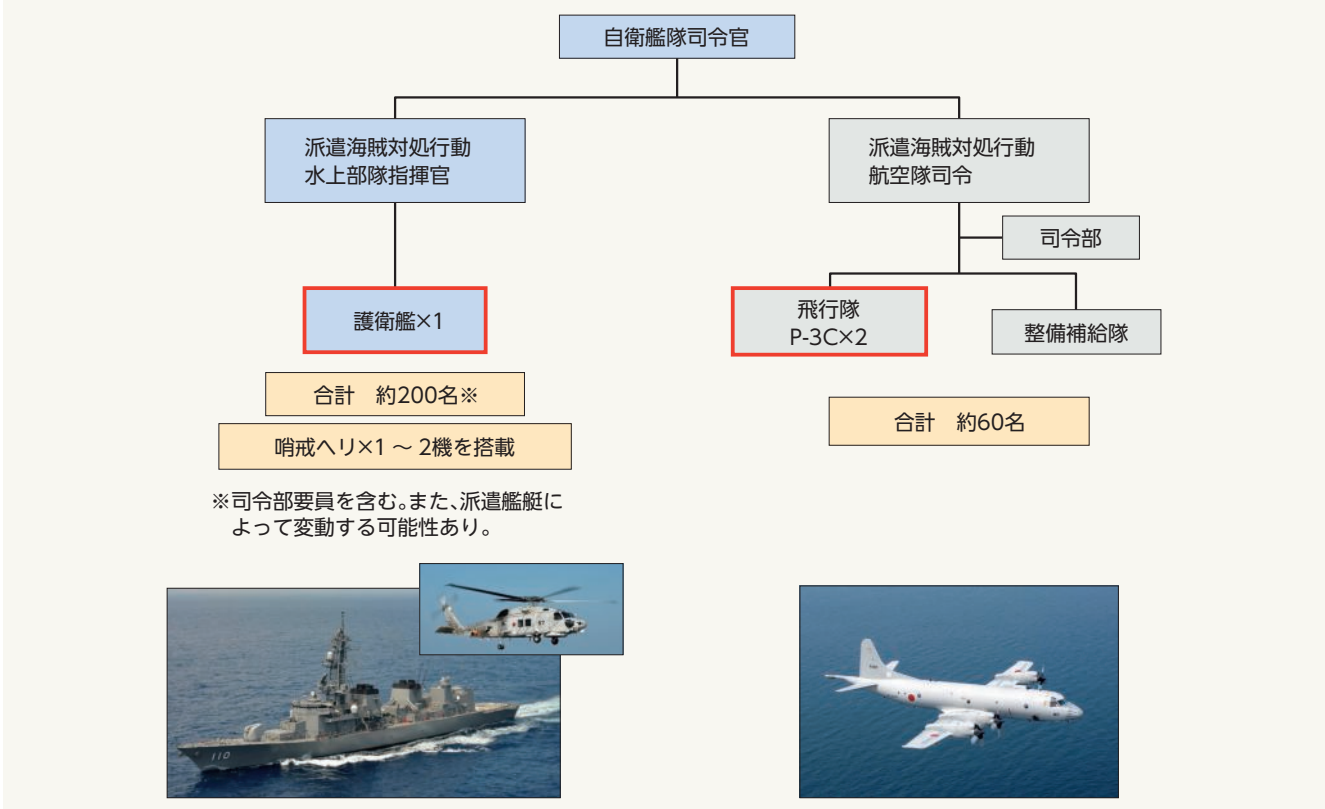 自衛艦隊司令官
派遣海賊対処行動
水上部隊指揮官
派遣海賊対処行動
航空隊司令
司令部
護衛艦×1
飛行隊
P-3C×2
整備補給隊
合計　約200名※
哨戒ヘリ×1 ～ 2機を搭載
合計　約60名
※司令部要員を含む。また、派遣艦艇に
よって変動する可能性あり。
110